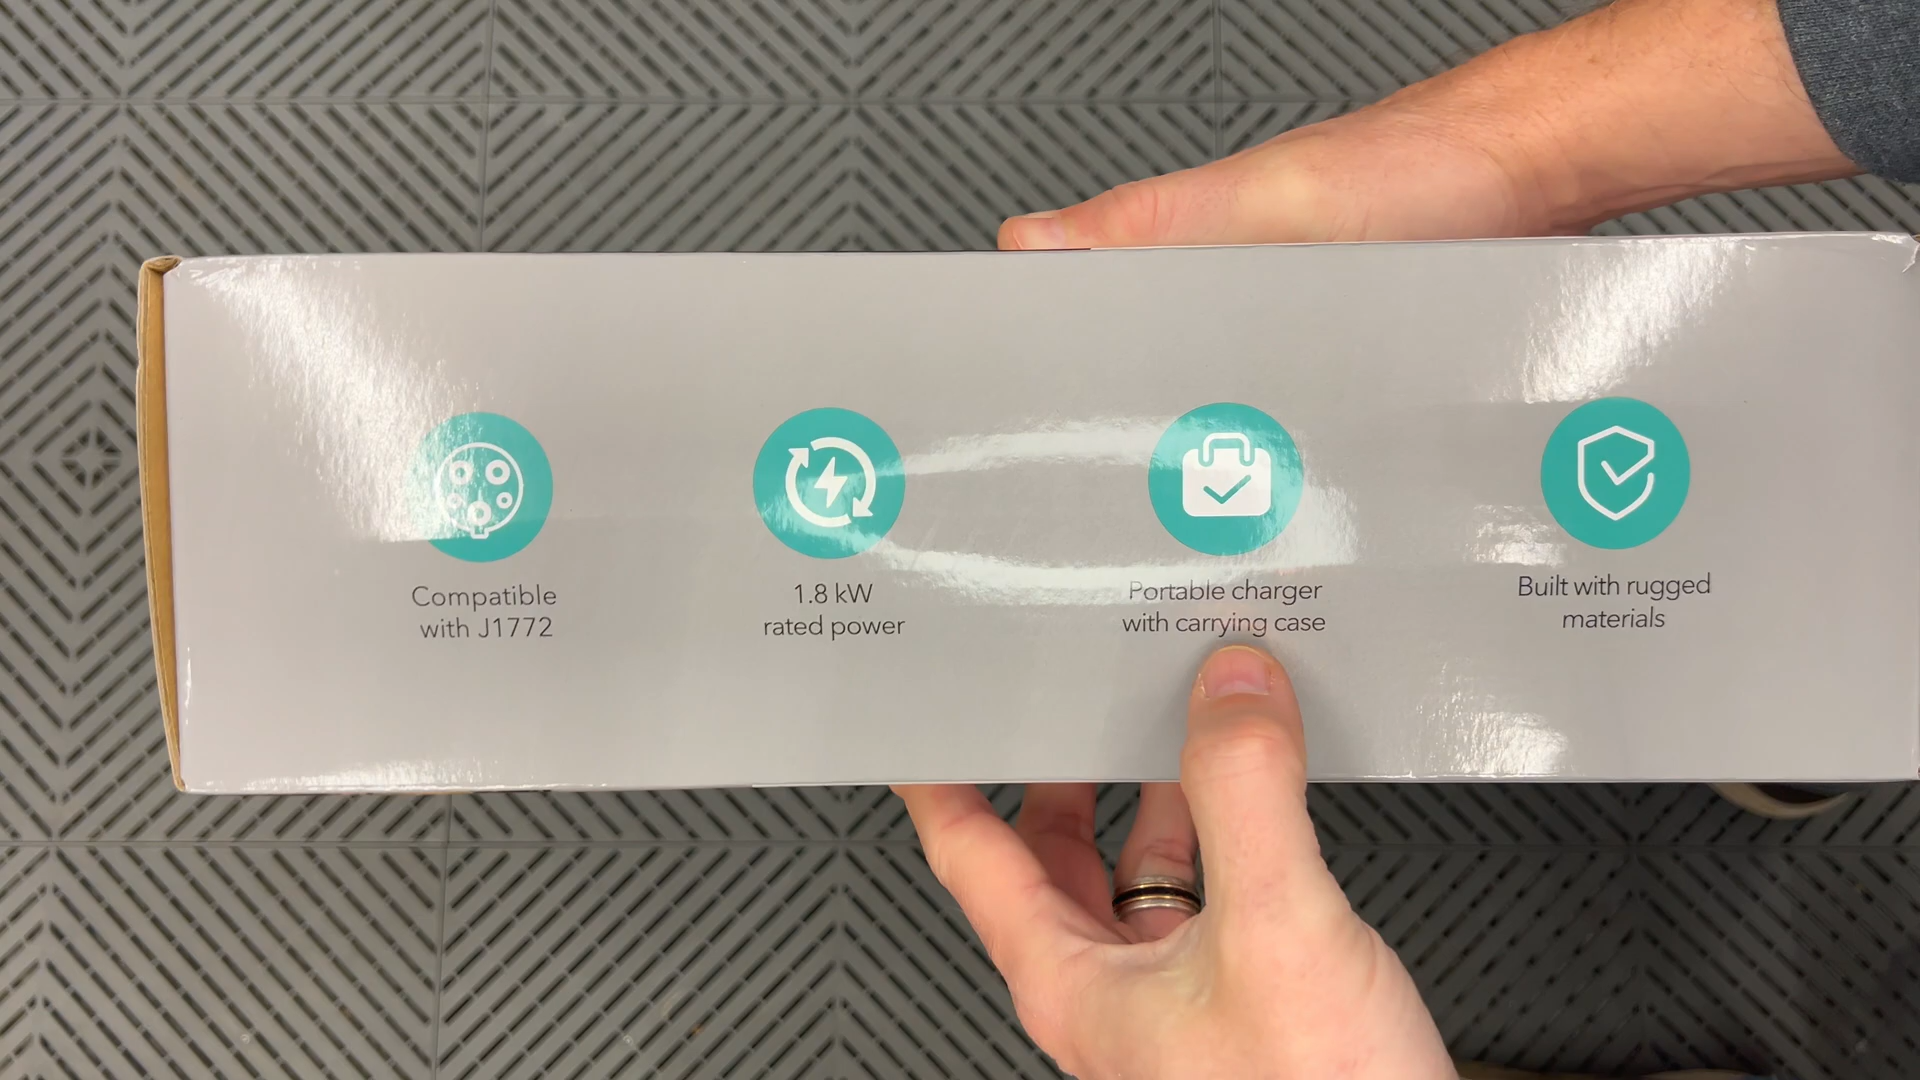 Compatible
with J1772
1.8 kW
rated power
Portable charger
with carrying case
Built with rugged
materials